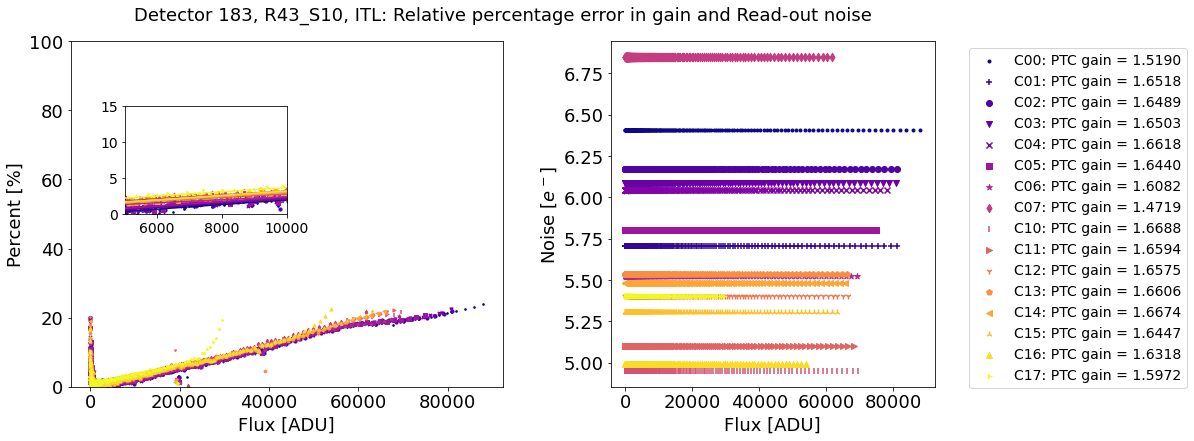 Detector 183, R43_S10, ITL: Relative percentage error in gain and Read-out noise
Percent [%]
100
80
60
40
20
0
15
10
5
0
6000 8000 10000
0 20000 40000 60000 80000
Flux [ADU]
Noise [e⁻]
6.75
6.50
6.25
6.00
5.75
5.50
5.25
5.00
0 20000 40000 60000 80000
Flux [ADU]
C00: PTC gain = 1.5190
C01: PTC gain = 1.6518
C02: PTC gain = 1.6489
C03: PTC gain = 1.6503
C04: PTC gain = 1.6618
C05: PTC gain = 1.6440
C06: PTC gain = 1.6082
C07: PTC gain = 1.4719
C10: PTC gain = 1.6688
C11: PTC gain = 1.6594
C12: PTC gain = 1.6575
C13: PTC gain = 1.6606
C14: PTC gain = 1.6674
C15: PTC gain = 1.6447
C16: PTC gain = 1.6318
C17: PTC gain = 1.5972